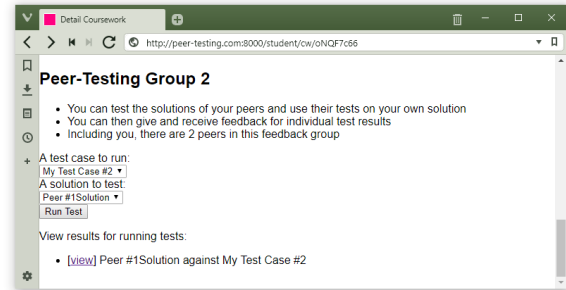 Detail Coursework
http://peer-testing.com:8000/student/cw/oNQF7c66
Peer-Testing Group 2
You can test the solutions of your peers and use their tests on your own solution
You can then give and receive feedback for individual test results
Including you, there are 2 peers in this feedback group
A test case to run:
My Test Case #2
A solution to test:
Peer #1Solution
Run Test
View results for running tests:
[view] Peer #1Solution against My Test Case #2